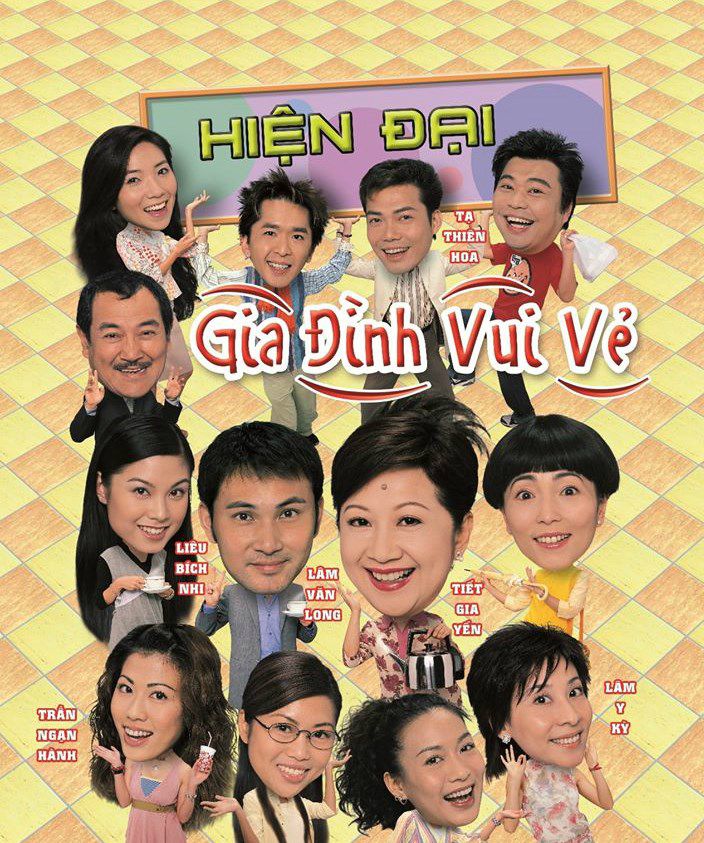 HIỆN ĐẠI
TẠ
THIÊN
HOA
Gia Đình Vui Vẻ
LIÊU
BÍCH
NHI
LÂM
VĂN
LONG
TIẾT
GIA
YẾN
TRẦN
NGẠN
HÀNH
LÂM
Y
KỲ